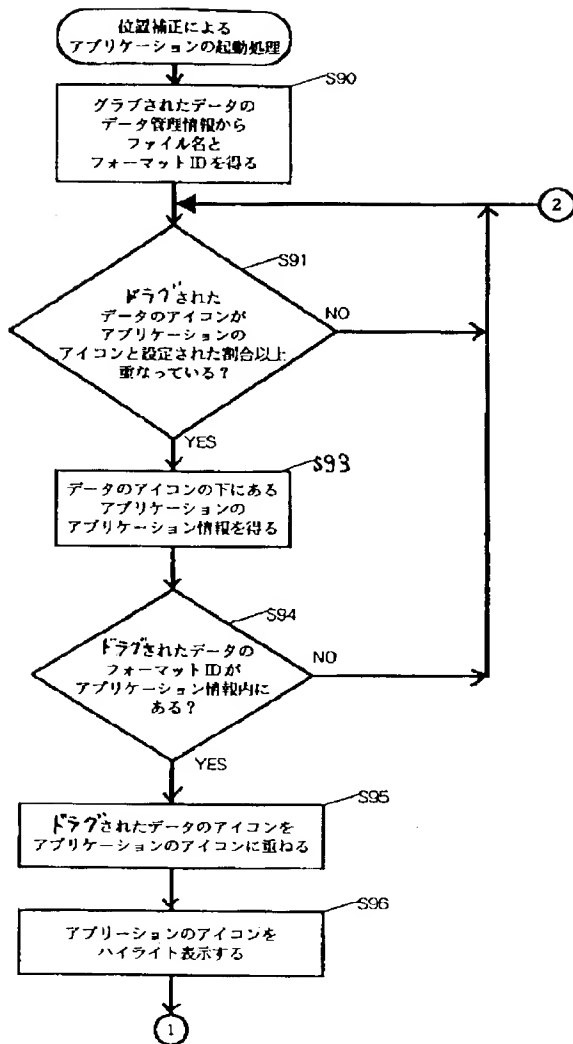 位置補正による
アプリケーションの起動処理
S90
グラブされたデータの
データ管理情報から
ファイル名と
フォーマットIDを得る
2
S91
ドラグされた
データのアイコンが
アプリケーションの
アイコンと設定された割合以上
重なっている?
NO
YES
S93
データのアイコンの下にある
アプリケーションの
アプリケーション情報を得る
S94
ドラグされたデータの
フォーマットIDが
アプリケーション情報内に
ある?
NO
YES
S95
ドラグされたデータのアイコンを
アプリケーションのアイコンに重ねる
S96
アプリーションのアイコンを
ハイライト表示する
1